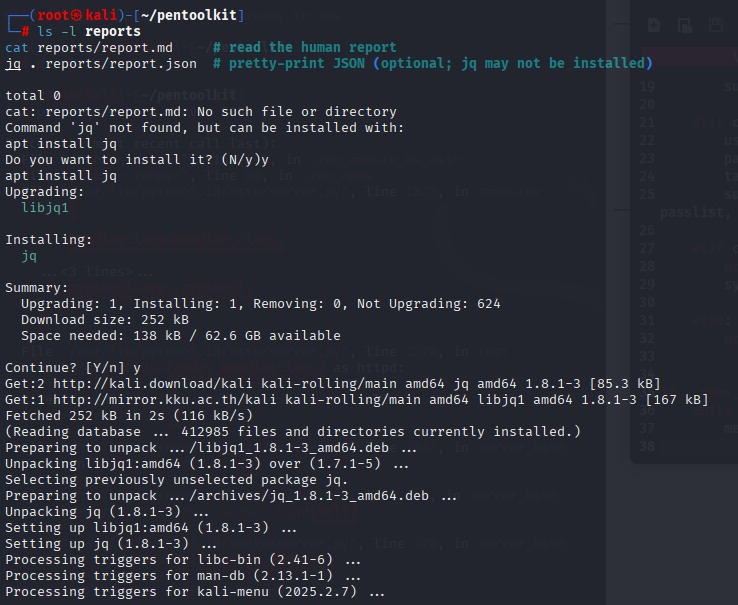 ┌──(root㉿kali)-[~/pentoolkit]
└─# ls -l reports
cat reports/report.md     # read the human report
jq . reports/report.json  # pretty-print JSON (optional; jq may not be installed)
total 0
cat: reports/report.md: No such file or directory
Command 'jq' not found, but can be installed with:
apt install jq
Do you want to install it? (N/y)y
apt install jq
Upgrading:
  libjq1
Installing:
  jq
Summary:
  Upgrading: 1, Installing: 1, Removing: 0, Not Upgrading: 624
  Download size: 252 kB
  Space needed: 138 kB / 62.6 GB available
Continue? [Y/n] y
Get:2 http://kali.download/kali kali-rolling/main amd64 jq amd64 1.8.1-3 [85.3 kB]
Get:1 http://mirror.kku.ac.th/kali kali-rolling/main amd64 libjq1 amd64 1.8.1-3 [167 kB]
Fetched 252 kB in 2s (116 kB/s)
(Reading database ... 412985 files and directories currently installed.)
Preparing to unpack .../libjq1_1.8.1-3_amd64.deb ...
Unpacking libjq1:amd64 (1.8.1-3) over (1.7.1-5) ...
Selecting previously unselected package jq.
Preparing to unpack .../archives/jq_1.8.1-3_amd64.deb ...
Unpacking jq (1.8.1-3) ...
Setting up libjq1:amd64 (1.8.1-3) ...
Setting up jq (1.8.1-3) ...
Processing triggers for libc-bin (2.41-6) ...
Processing triggers for man-db (2.13.1-1) ...
Processing triggers for kali-menu (2025.2.7) ...
19
20
21
22
23
24
25
passlist,
26
27
28
29
30
31
32
33
38